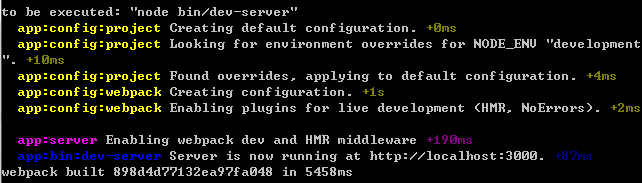 to be executed: "node bin/dev-server"
app:config:project Creating default configuration. +0ms
app:config:project Looking for environment overrides for NODE_ENV "development
". +10ms
app:config:project Found overrides, applying to default configuration. +4ms
app:config:webpack Creating configuration. +1s
app:config:webpack Enabling plugins for live development (HMR, NoErrors). +2ms
app:server Enabling webpack dev and HMR middleware +190ms
app:bin:dev-server Server is now running at http://localhost:3000. +87ms
webpack built 898d4d77132ea97fa048 in 5458ms